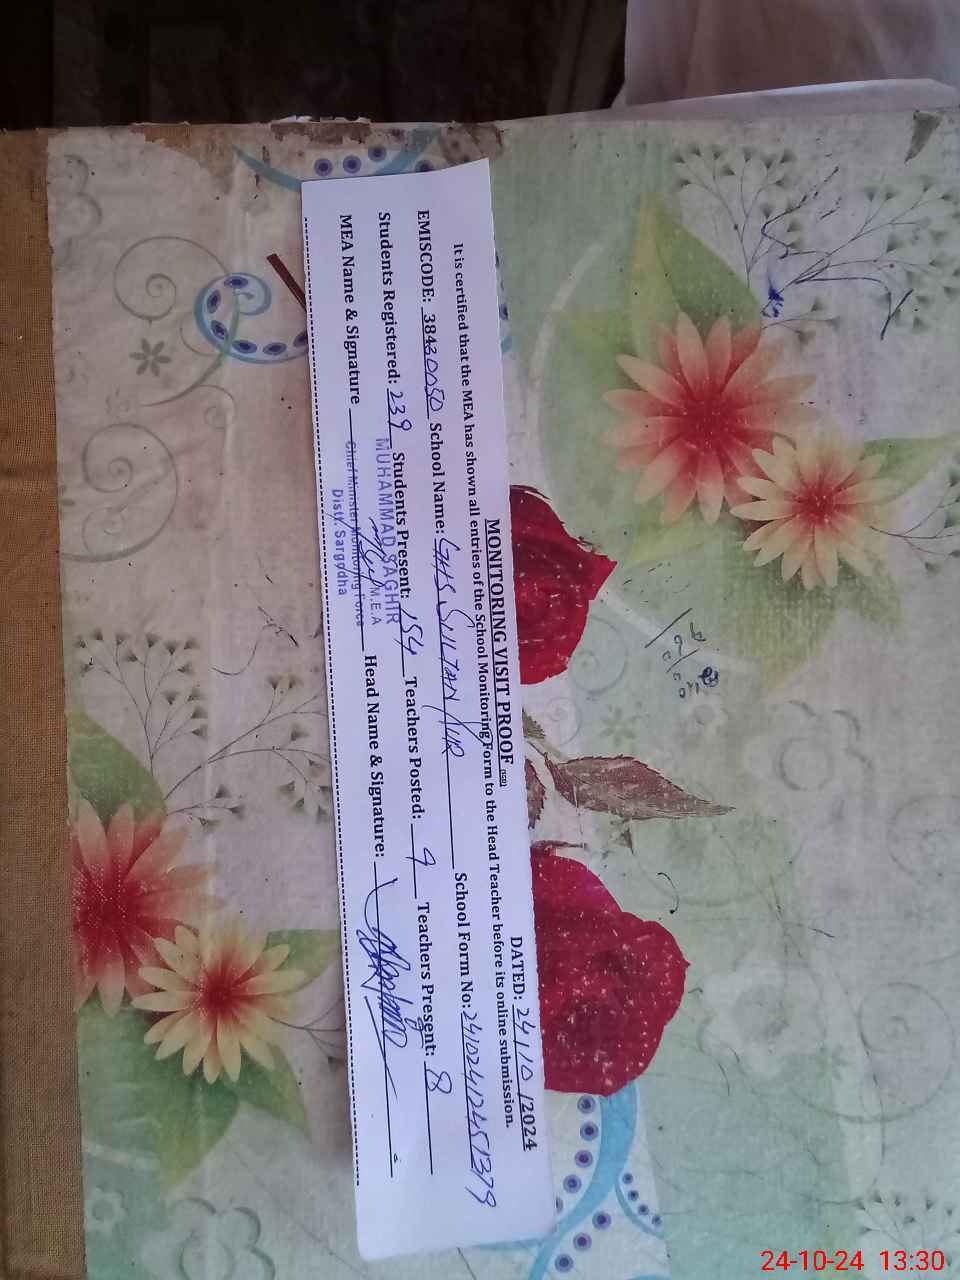 MONITORING VISIT PROOF DATED: 24/10/2024
It is certified that the MEA has shown all entries of the School Monitoring Form to the Head Teacher before its online submission.
EMISCODE: 38430050 School Name: GHS SULTAN PUR School Form No: 24102412451379
Students Registered: 239 Students Present: 154 Teachers Posted: 9 Teachers Present: 8
MEA Name & Signature Head Name & Signature:
MUHAMMAD SAGHIR
M.E.A
Chief Minister Monitoring Force
Distt. Sargodha
24-10-24 13:30